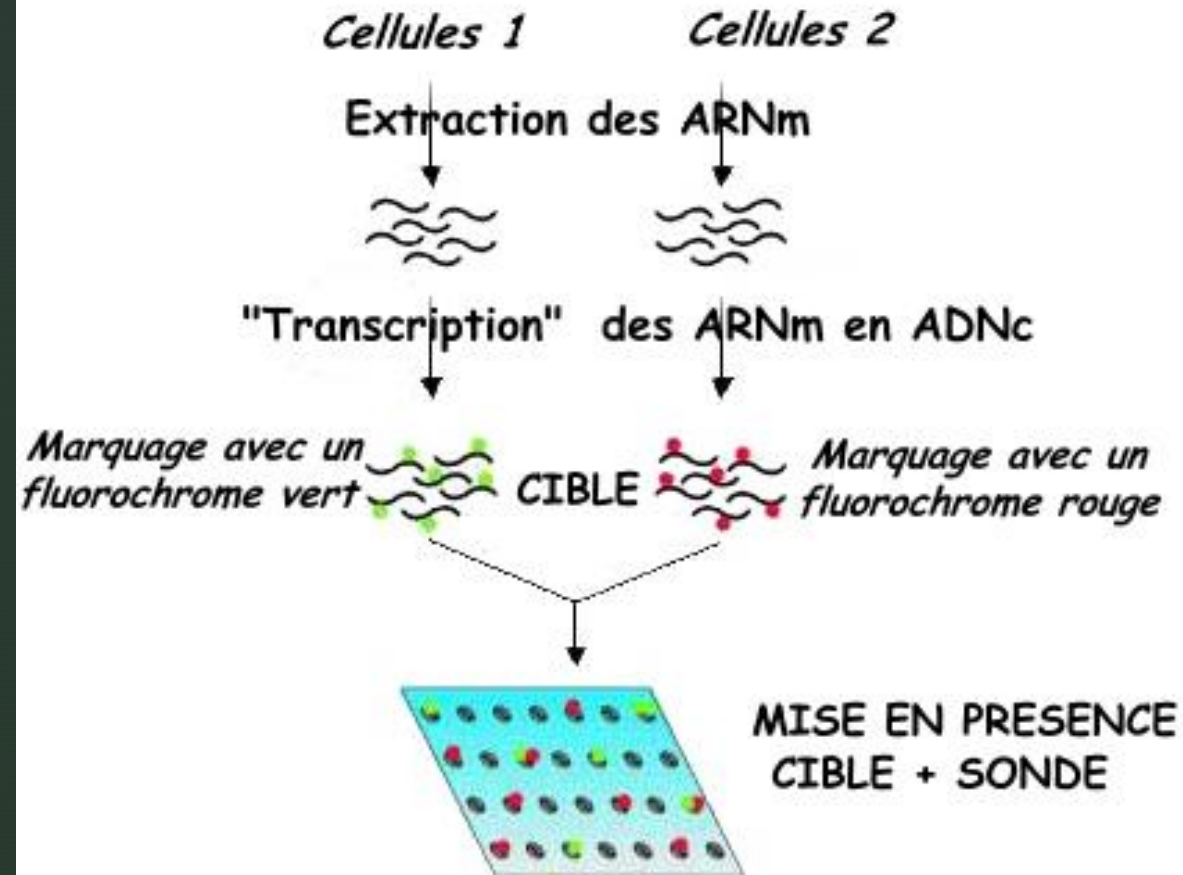 Cellules 1
Cellules 2
Extraction des ARNm
"Transcription" des ARNm en ADNc
Marquage avec un
fluorochrome vert
CIBLE
Marquage avec un
fluorochrome rouge
MISE EN PRESENCE
CIBLE + SONDE